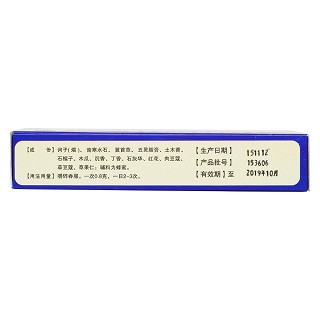 【成　份】诃子(煨)、南寒水石、蓝首草、五灵脂膏、土木香、
石榴子、木瓜、沉香、丁香、石灰华、红花、肉豆蔻、
草豆蔻、草果仁；辅料为蜂蜜。
【用法用量】嚼碎吞服。一次0.8克，一日2~3次。
【生产日期】151112
【产品批号】153606
【有效期】至 2019年10月